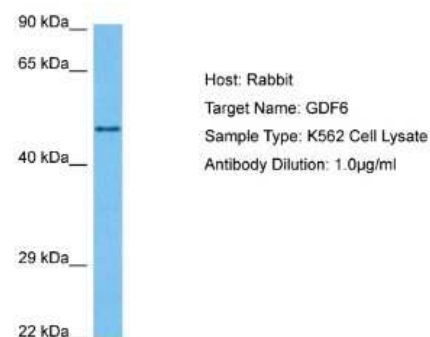 90 kDa
65 kDa
Host: Rabbit
Target Name: GDF6
Sample Type: K562 Cell Lysate
40 kDa
Antibody Dilution: 1.0µg/ml
29 kDa
22 kDa